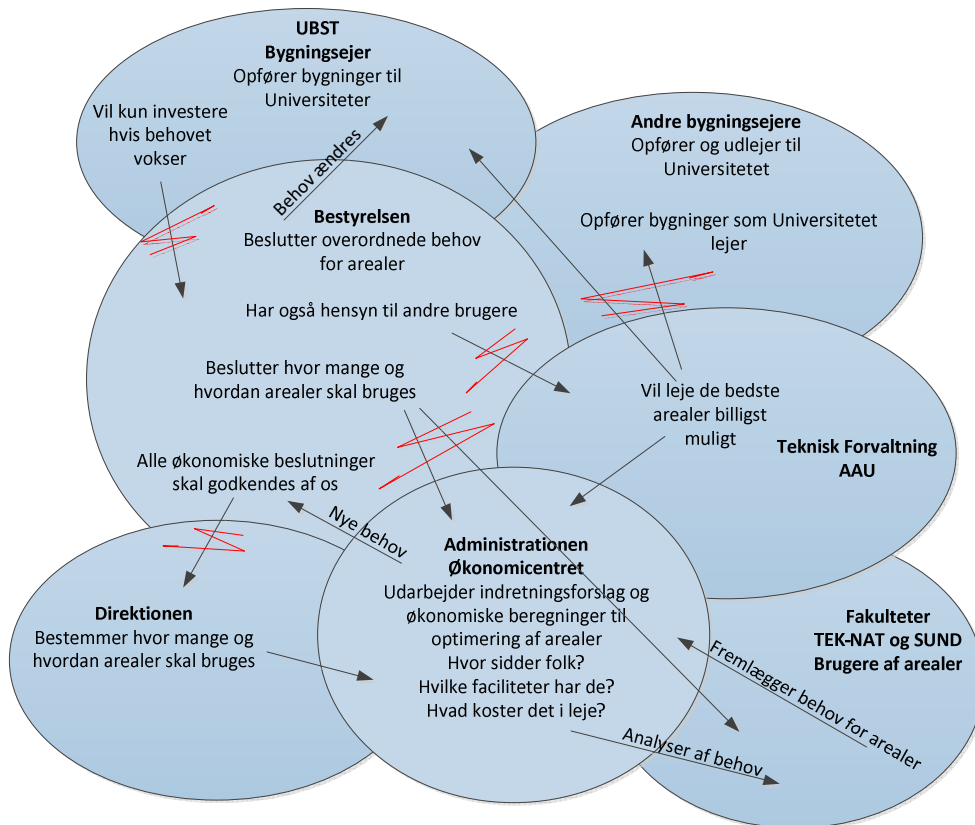 UBST
Bygningsejer
Opfører bygninger til
Universiteter
Vil kun investere
hvis behovet
vokser
Behov ændres
Andre bygningsejere
Opfører og udlejer til
Universitetet
Opfører bygninger som Universitetet
lejer
Bestyrelsen
Beslutter overordnede behov
for arealer
Har også hensyn til andre brugere
Beslutter hvor mange og
hvordan arealer skal bruges
Alle økonomiske beslutninger
skal godkendes af os
Vil leje de bedste
arealer billigst
muligt
Teknisk Forvaltning
AAU
Nye behov
Administrationen
Økonomicentret
Udarbejder indretningsforslag og
økonomiske beregninger til
optimering af arealer
Hvor sidder folk?
Hvilke faciliteter har de?
Hvad koster det i leje?
Direktionen
Bestemmer hvor mange og
hvordan arealer skal bruges
Fakulteter
TEK-NAT og SUND
Brugere af arealer
Fremlægger behov for arealer
Analyser af behov